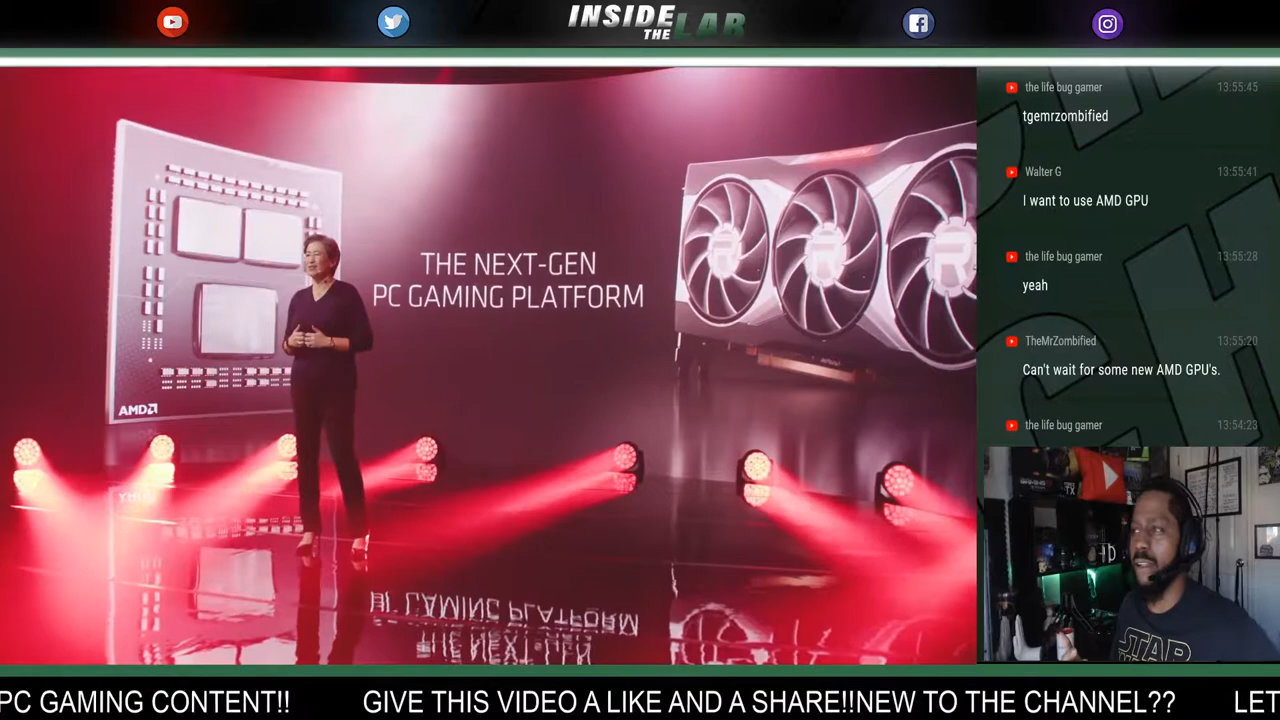 INSIDE
THE LAB
THE NEXT-GEN
PC GAMING PLATFORM
AMD
R
R
R
the life bug gamer 13:55:45
tgemrzombified
Walter G 13:55:41
I want to use AMD GPU
the life bug gamer 13:55:28
yeah
TheMrZombified 13:55:20
Can't wait for some new AMD GPU's.
the life bug gamer 13:54:23
STAR
PC GAMING CONTENT!! GIVE THIS VIDEO A LIKE AND A SHARE!!NEW TO THE CHANNEL?? LET